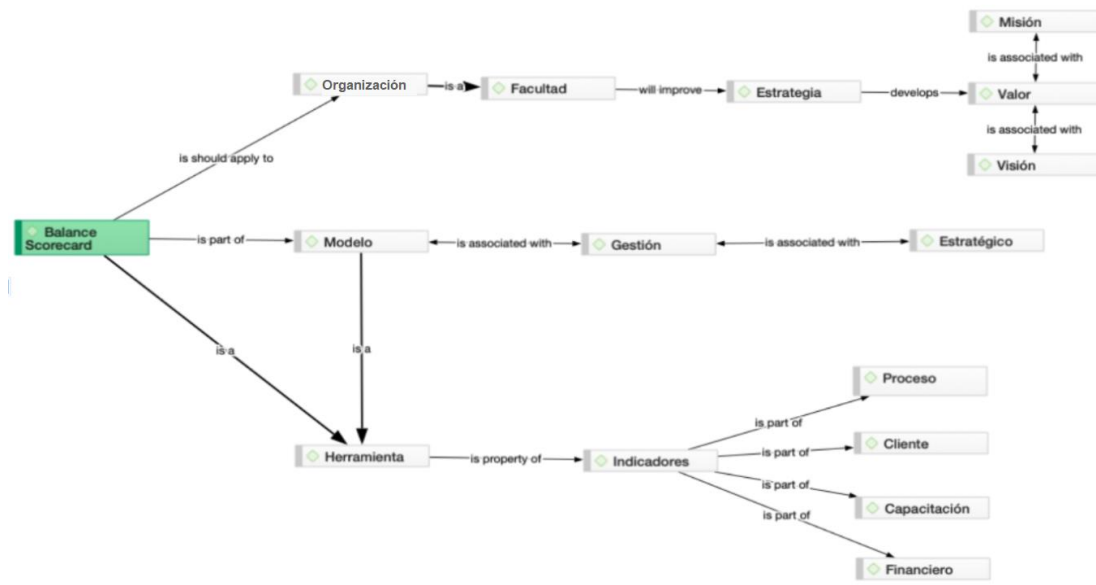 Misión
is associated with
Organización
is a
Facultad
will improve
Estrategia
develops
Valor
is associated with
Visión
is should apply to
Balance
Scorecard
is part of
Modelo
is associated with
Gestión
is associated with
Estratégico
is a
is a
Proceso
is part of
Cliente
is part of
Herramienta
is property of
Indicadores
is part of
Capacitación
is part of
Financiero